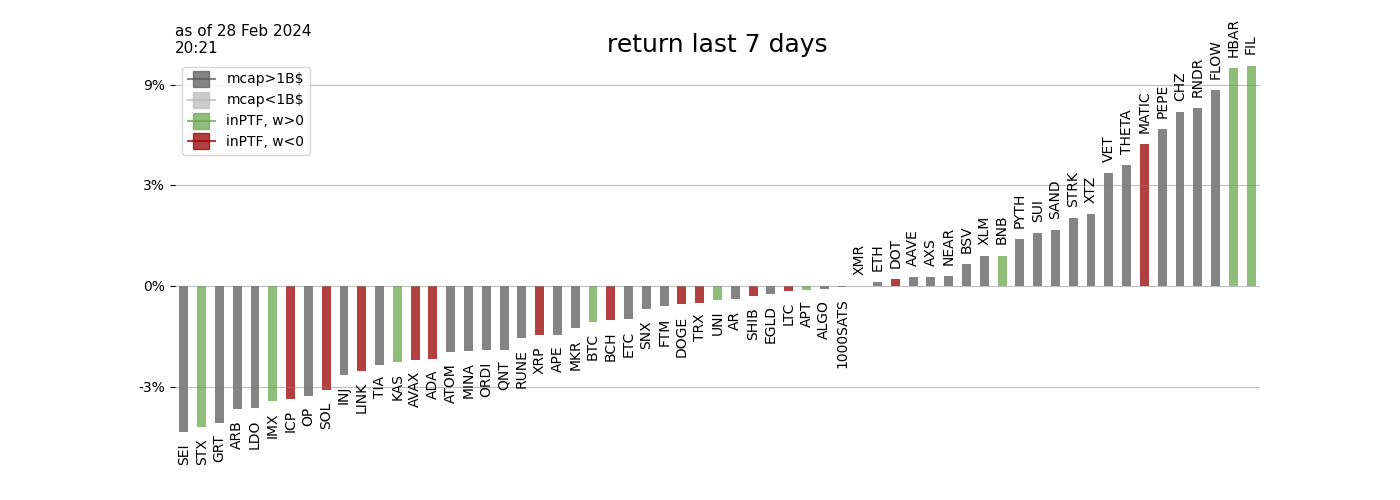 as of 28 Feb 2024
20:21
return last 7 days
mcap>1B$
mcap<1B$
inPTF, w>0
inPTF, w<0
9%
3%
0%
-3%
SEI
STX
GRT
ARB
LDO
IMX
ICP
OP
SOL
INJ
LINK
TIA
KAS
AVAX
ADA
ATOM
MINA
ORDI
QNT
RUNE
XRP
APE
MKR
BTC
BCH
ETC
SNX
FTM
DOGE
TRX
UNI
AR
SHIB
EGLD
LTC
APT
ALGO
1000SATS
XMR
ETH
DOT
AAVE
AXS
NEAR
BSV
XLM
BNB
PYTH
SUI
SAND
STRK
XTZ
VET
THETA
MATIC
PEPE
CHZ
RNDR
FLOW
HBAR
FIL